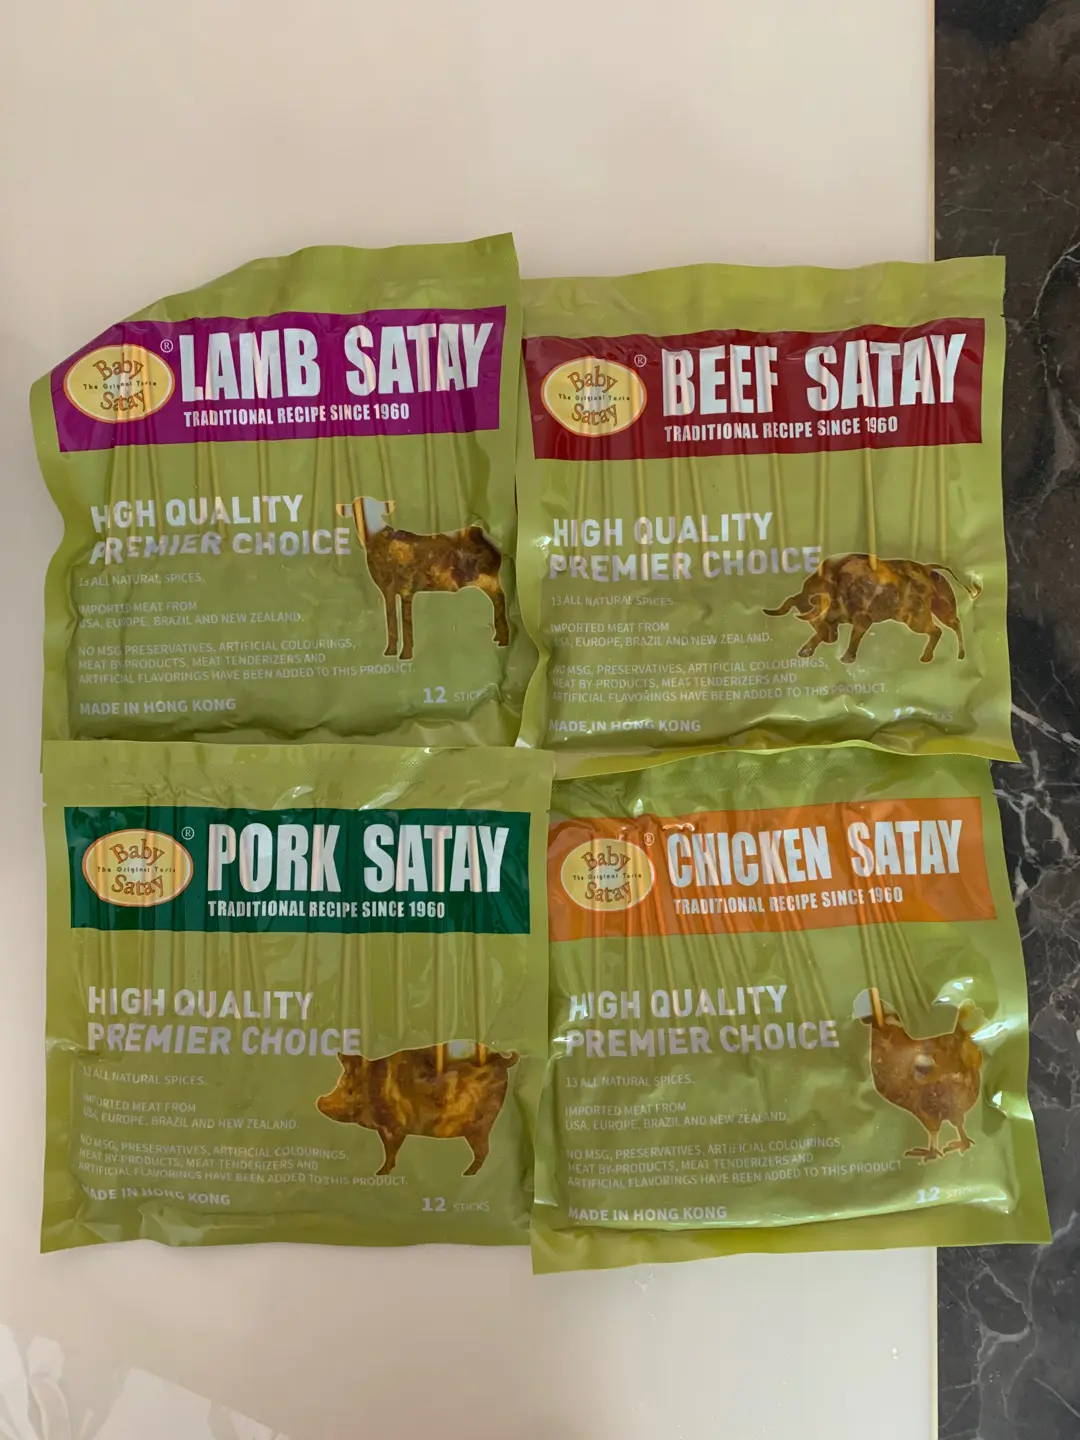 Baby
The Original Taste
Satay
®
LAMB SATAY
TRADITIONAL RECIPE SINCE 1960
HIGH QUALITY
PREMIER CHOICE
13 ALL NATURAL SPICES.
IMPORTED MEAT FROM
USA, EUROPE, BRAZIL AND NEW ZEALAND.
NO MSG, PRESERVATIVES, ARTIFICIAL COLOURINGS,
MEAT BY-PRODUCTS, MEAT TENDERIZERS AND
ARTIFICIAL FLAVORINGS HAVE BEEN ADDED TO THIS PRODUCT.
MADE IN HONG KONG
12 STICKS
Baby
The Original Taste
Satay
®
BEEF SATAY
TRADITIONAL RECIPE SINCE 1960
HIGH QUALITY
PREMIER CHOICE
13 ALL NATURAL SPICES.
IMPORTED MEAT FROM
USA, EUROPE, BRAZIL AND NEW ZEALAND.
NO MSG, PRESERVATIVES, ARTIFICIAL COLOURINGS,
MEAT BY-PRODUCTS, MEAT TENDERIZERS AND
ARTIFICIAL FLAVORINGS HAVE BEEN ADDED TO THIS PRODUCT.
MADE IN HONG KONG
12 STICKS
Baby
The Original Taste
Satay
®
PORK SATAY
TRADITIONAL RECIPE SINCE 1960
HIGH QUALITY
PREMIER CHOICE
13 ALL NATURAL SPICES.
IMPORTED MEAT FROM
USA, EUROPE, BRAZIL AND NEW ZEALAND.
NO MSG, PRESERVATIVES, ARTIFICIAL COLOURINGS,
MEAT BY-PRODUCTS, MEAT TENDERIZERS AND
ARTIFICIAL FLAVORINGS HAVE BEEN ADDED TO THIS PRODUCT.
MADE IN HONG KONG
12 STICKS
Baby
The Original Taste
Satay
®
CHICKEN SATAY
TRADITIONAL RECIPE SINCE 1960
HIGH QUALITY
PREMIER CHOICE
13 ALL NATURAL SPICES.
IMPORTED MEAT FROM
USA, EUROPE, BRAZIL AND NEW ZEALAND.
NO MSG, PRESERVATIVES, ARTIFICIAL COLOURINGS,
MEAT BY-PRODUCTS, MEAT TENDERIZERS AND
ARTIFICIAL FLAVORINGS HAVE BEEN ADDED TO THIS PRODUCT
MADE IN HONG KONG
12 STICKS